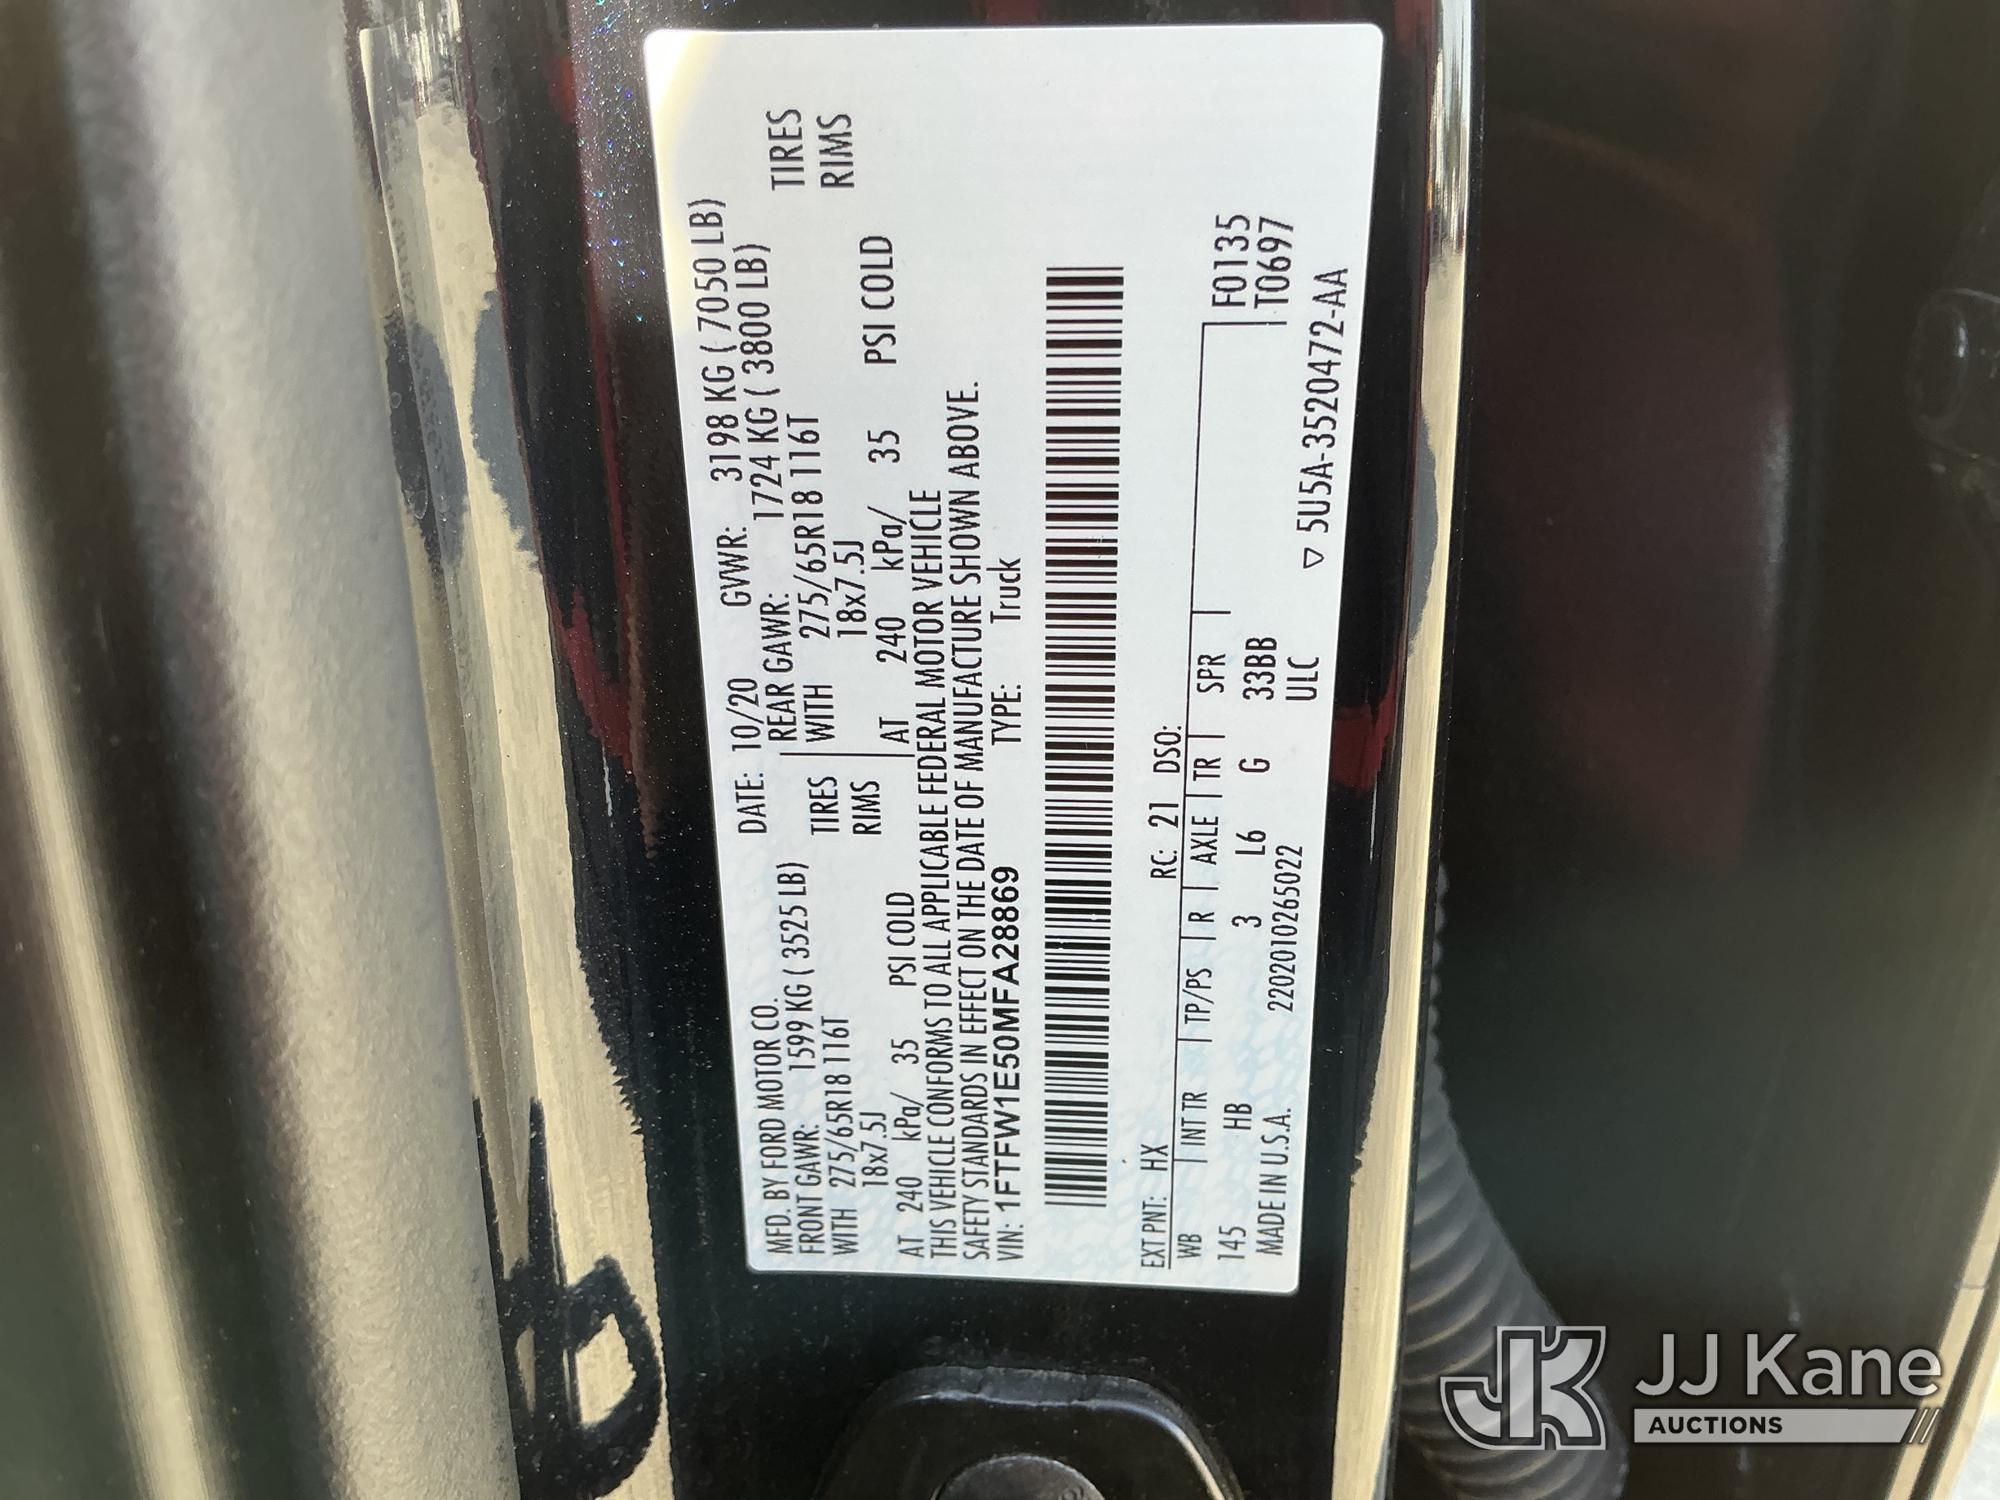 MFD. BY FORD MOTOR CO.
DATE: 10/20 GVWR: 3198 KG ( 7050 LB)
FRONT GAWR: 1599 KG ( 3525 LB) REAR GAWR: 1724 KG ( 3800 LB)
WITH 275/65R18 116T TIRES WITH 275/65R18 116T TIRES
18x7.5J RIMS 18x7.5J RIMS
AT 240 kPa/ 35 PSI COLD AT 240 kPa/ 35 PSI COLD
THIS VEHICLE CONFORMS TO ALL APPLICABLE FEDERAL MOTOR VEHICLE
SAFETY STANDARDS IN EFFECT ON THE DATE OF MANUFACTURE SHOWN ABOVE.
VIN: 1FTFW1E50MFA28869 TYPE: Truck
EXT PNT: HX RC: 21 DSO:
WB INT TR TP/PS R AXLE TR SPR F0135
145 HB 3 L6 G 33BB T0697
MADE IN U.S.A. 220201026502​2 ULC
▽ 5U5A-3520472-AA
JK JJ Kane
AUCTIONS